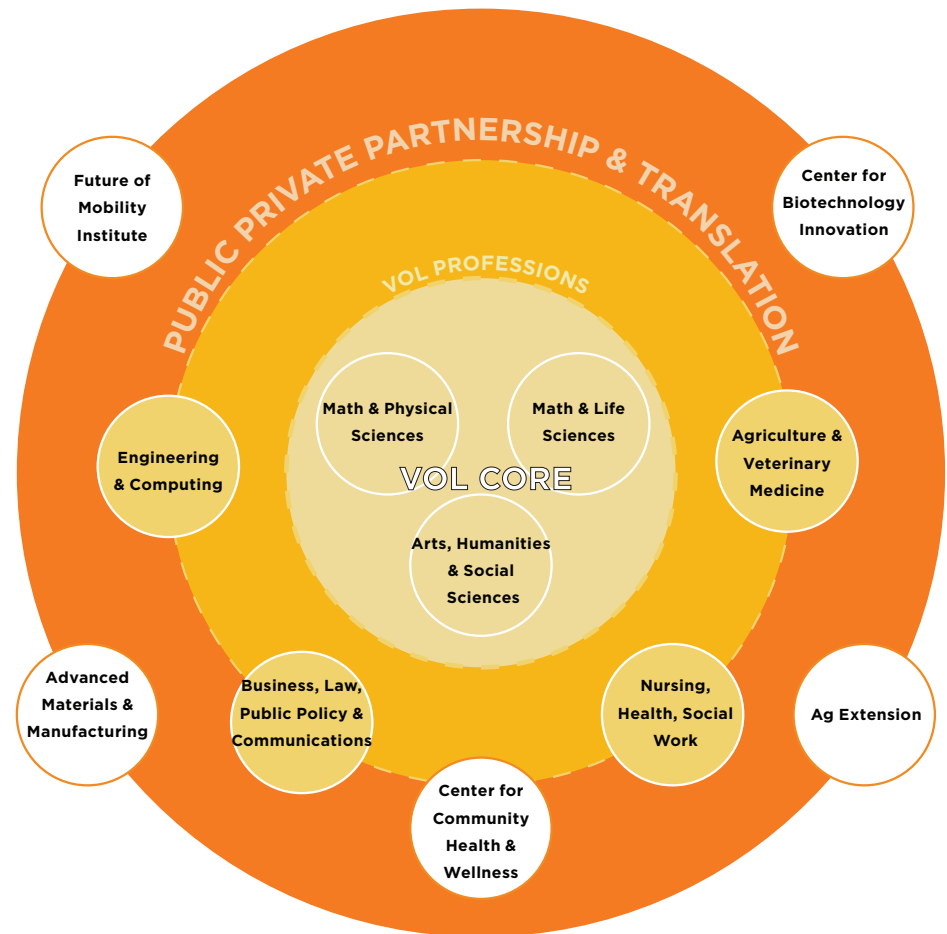 PUBLIC PRIVATE PARTNERSHIP & TRANSLATION
Future of
Mobility
Institute
Center for
Biotechnology
Innovation
VOL PROFESSIONS
Math & Physical
Sciences
Math & Life
Sciences
VOL CORE
Engineering
& Computing
Agriculture &
Veterinary
Medicine
Arts, Humanities
& Social
Sciences
Advanced
Materials &
Manufacturing
Business, Law,
Public Policy &
Communications
Nursing,
Health, Social
Work
Ag Extension
Center for
Community
Health &
Wellness